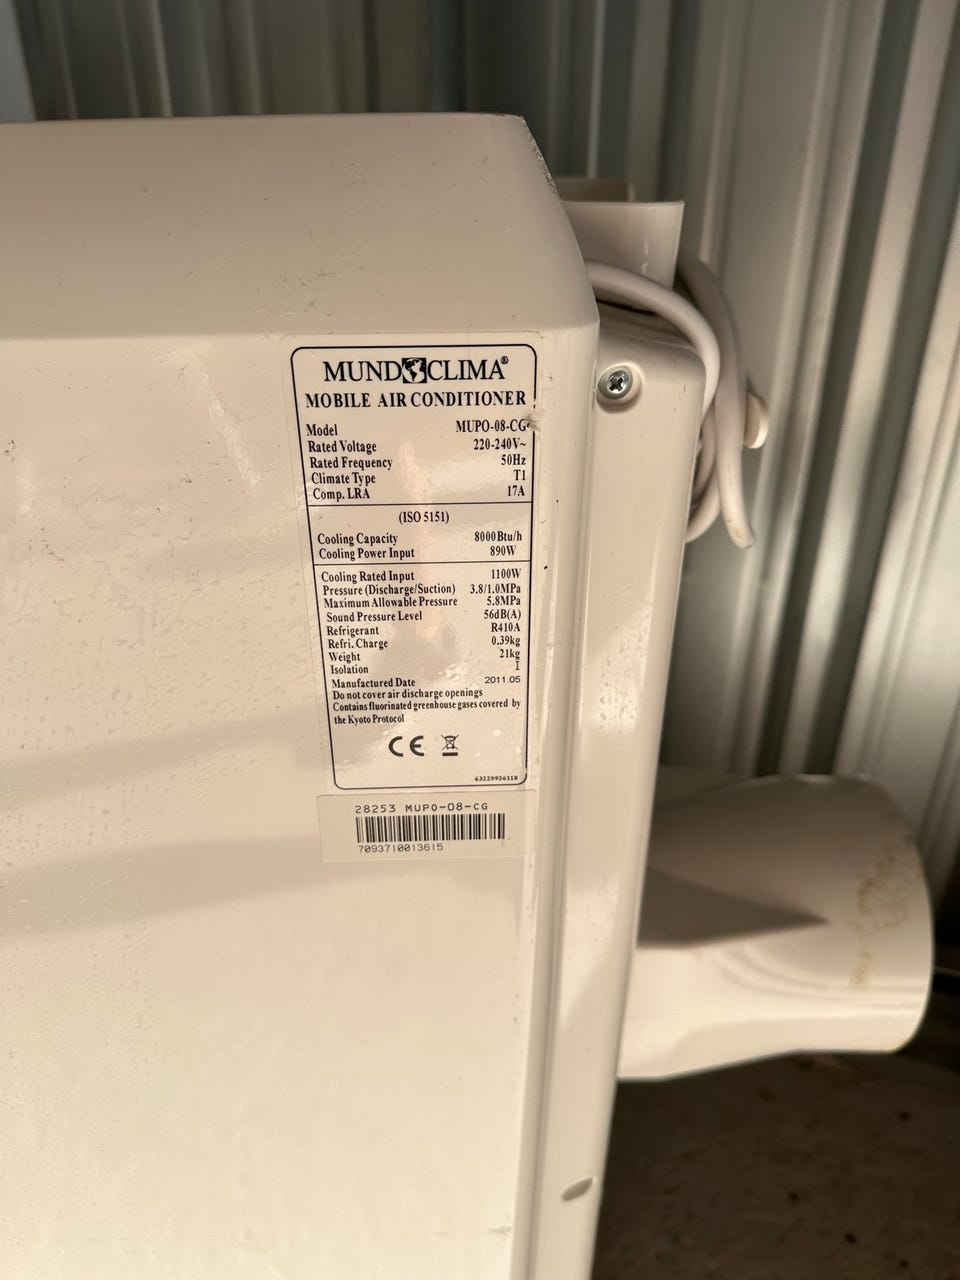 MUNDOCLIMA®
MOBILE AIR CONDITIONER
Model MUPO-08-CG
Rated Voltage 220-240V~
Rated Frequency 50Hz
Climate Type T1
Comp. LRA 17A
(ISO 5151)
Cooling Capacity 8000Btu/h
Cooling Power Input 890W
Cooling Rated Input 1100W
Pressure (Discharge/Suction) 3.8/1.0MPa
Maximum Allowable Pressure 5.8MPa
Sound Pressure Level 56dB(A)
Refrigerant R410A
Refri. Charge 0.39kg
Weight 21kg
Isolation I
Manufactured Date 2011.05
Do not cover air discharge openings
Contains fluorinated greenhouse gases covered by
the Kyoto Protocol
CE
63229926118
28253 MUPO-08-CG
7093710013615